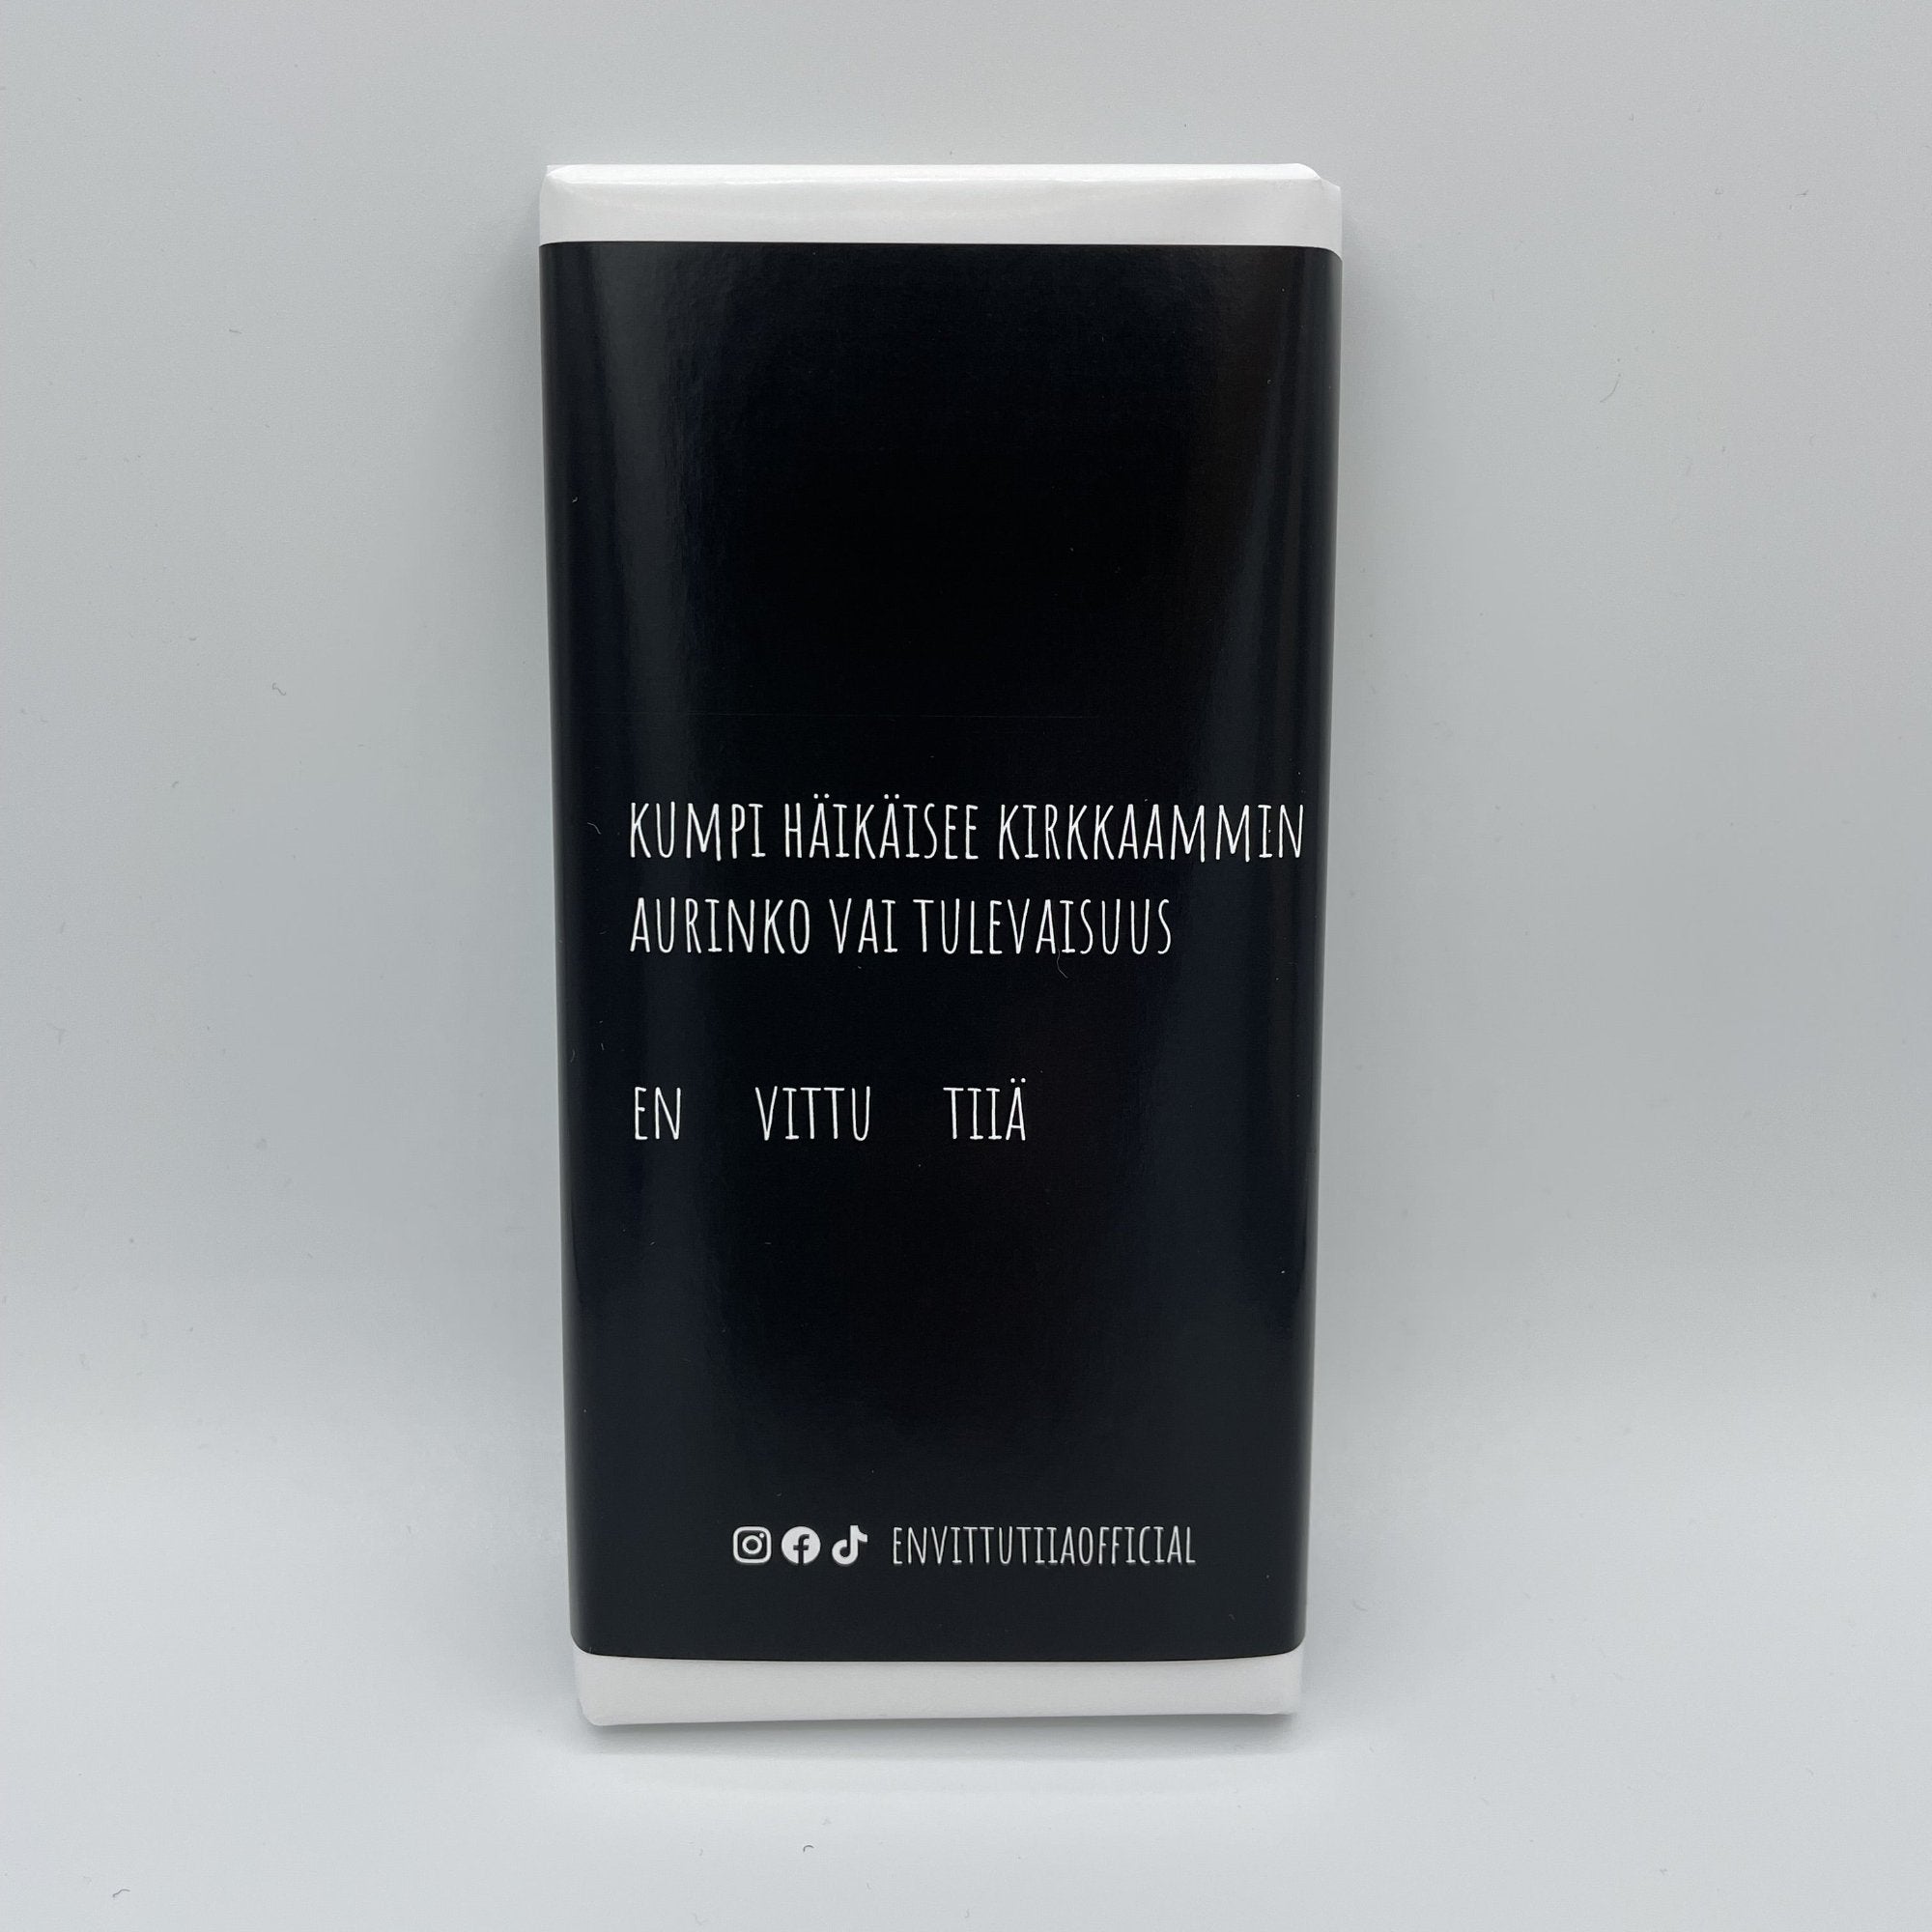 KUMPI HÄIKÄISEE KIRKKAAMMIN
AURINKO VAI TULEVAISUUS
EN VITTU TIIÄ
ENVITTUTIIAOFFICIAL